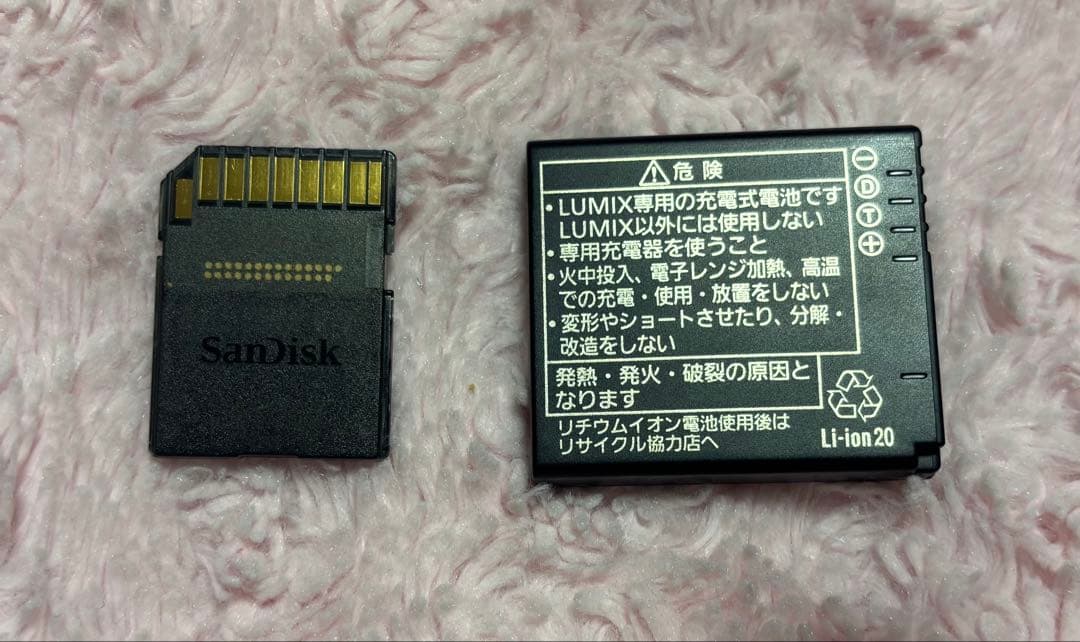 SanDisk
⚠危険
・LUMIX専用の充電式電池です
LUMIX以外には使用しない
・専用充電器を使うこと
・火中投入、電子レンジ加熱、高温
での充電・使用・放置をしない
・変形やショートさせたり、分解・
改造をしない
発熱・発火・破裂の原因と
なります
リチウムイオン電池使用後は
リサイクル協力店へ
Li-ion 20
⊖
D
T
⊕